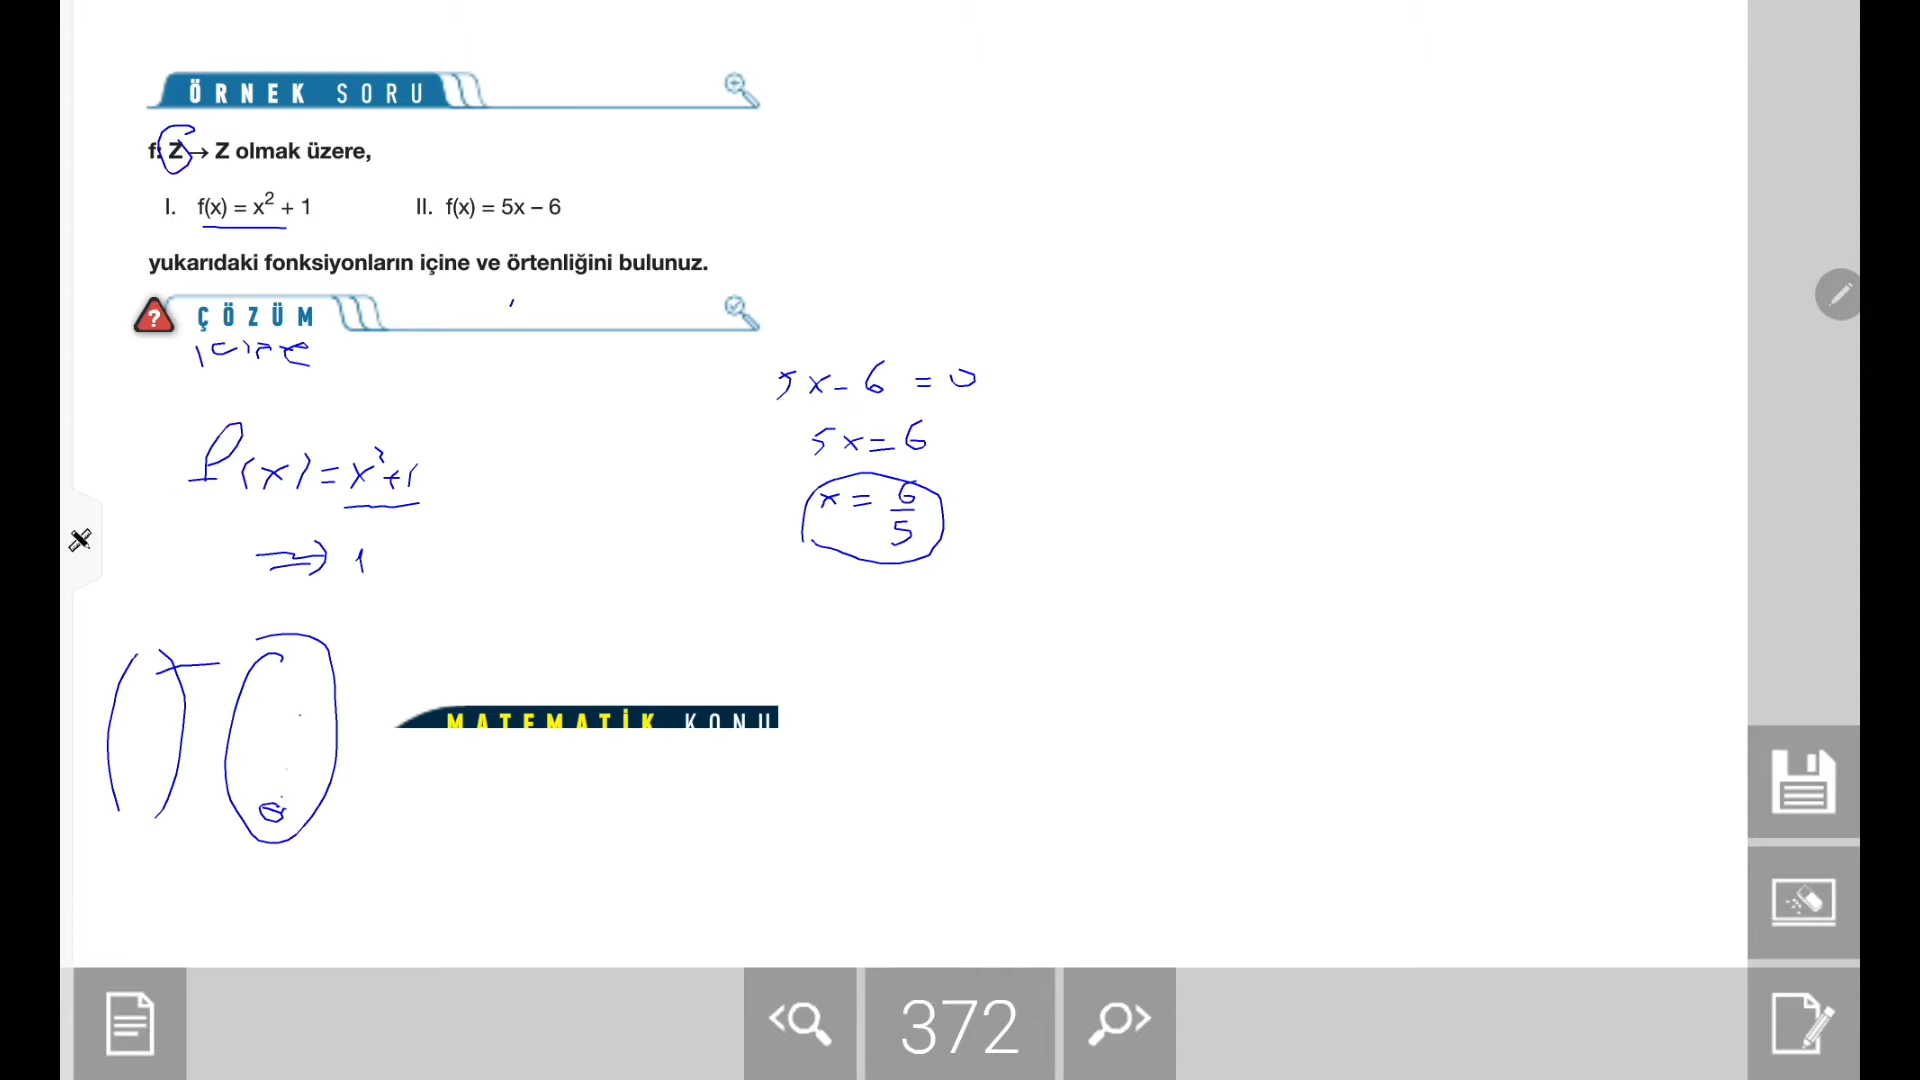 ÖRNEK SORU
f: Z → Z olmak üzere,
I. f(x) = x² + 1 II. f(x) = 5x – 6
yukarıdaki fonksiyonların içine ve örtenliğini bulunuz.
? ÇÖZÜM
içine
5x - 6 = 0
5x = 6
x = 6/5
f(x) = x²+1
⇒ 1
MATEMATİK KONU
372